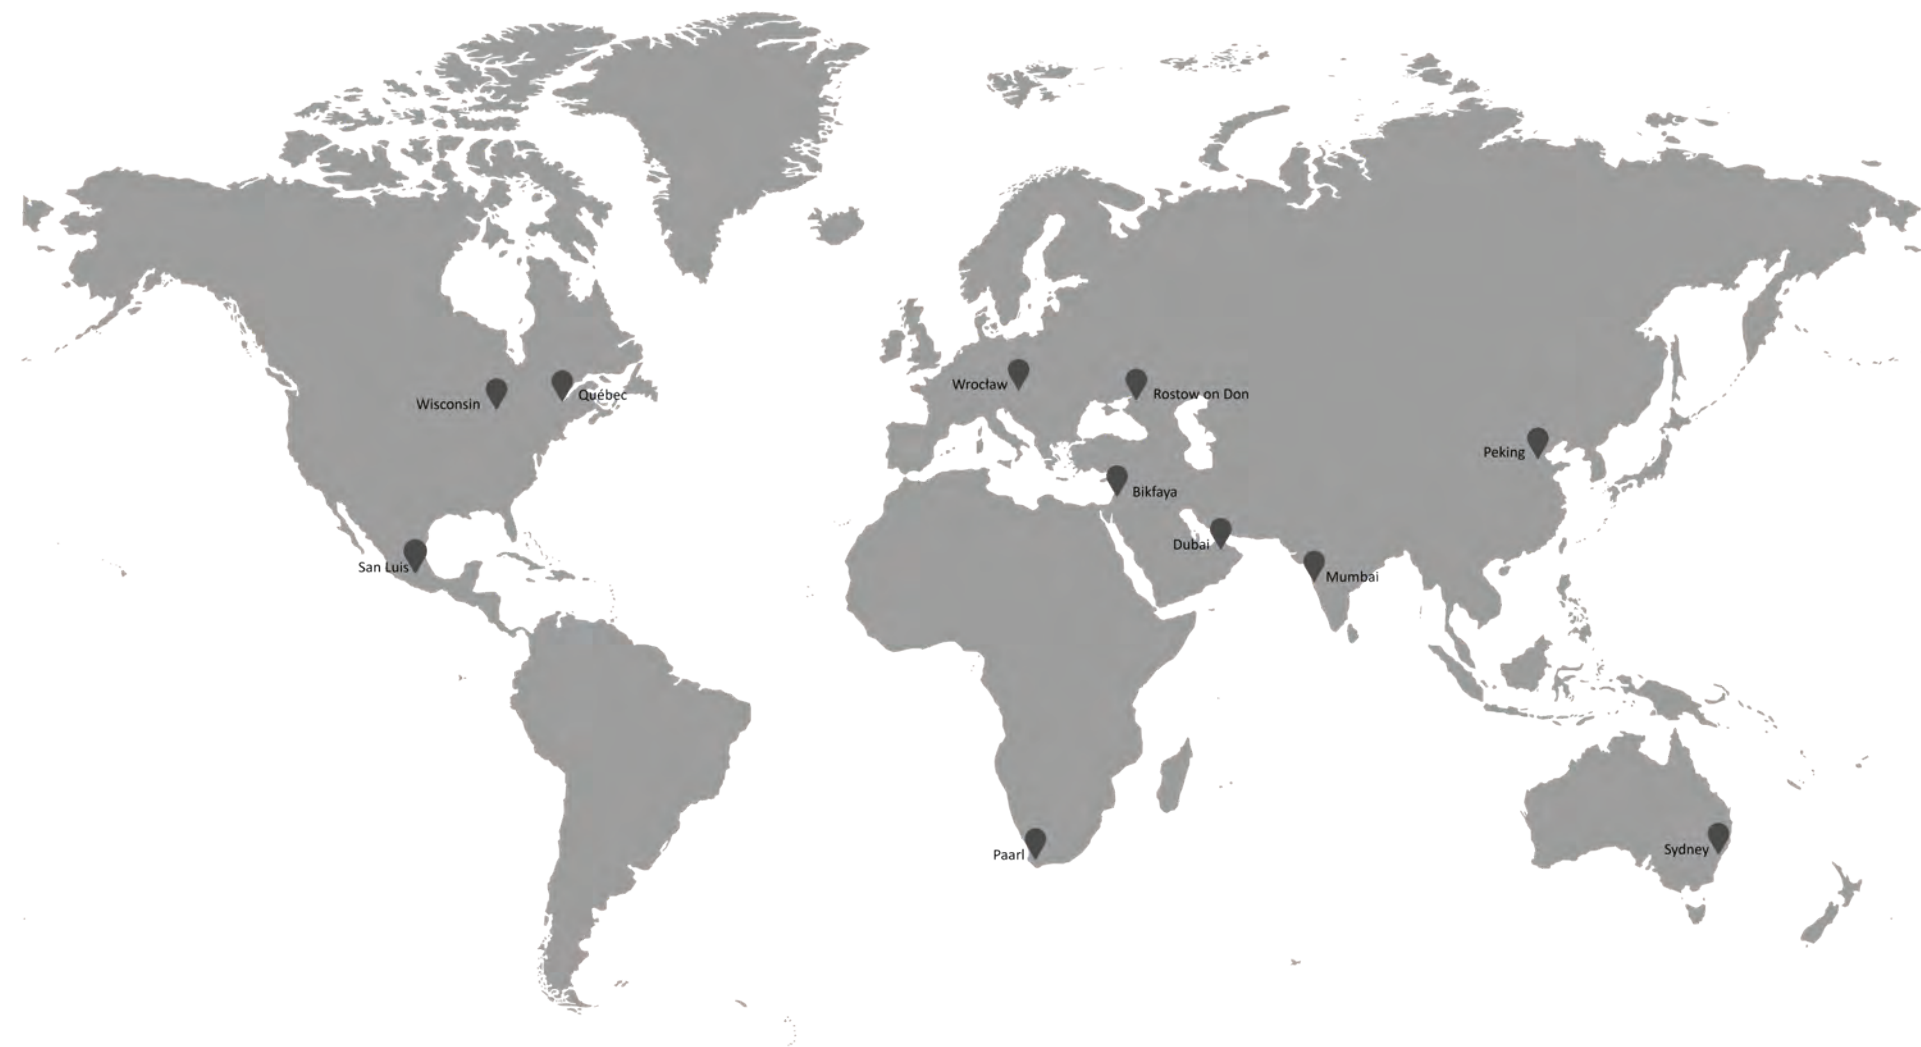 Wrocław
Wisconsin
Québec
Rostow on Don
Peking
Bikfaya
Dubai
San Luis
Mumbai
Paarl
Sydney